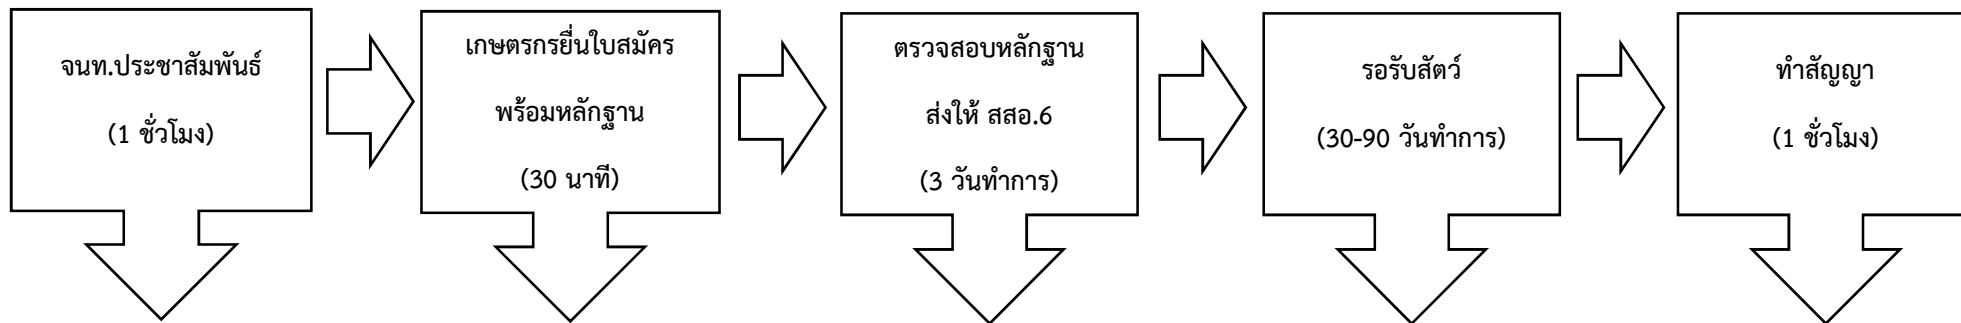 จนท.ประชาสัมพันธ์
(1 ชั่วโมง)
เกษตรกรยื่นใบสมัคร
พร้อมหลักฐาน
(30 นาที)
ตรวจสอบหลักฐาน
ส่งให้ สสอ.6
(3 วันทำการ)
รอรับสัตว์
(30-90 วันทำการ)
ทำสัญญา
(1 ชั่วโมง)